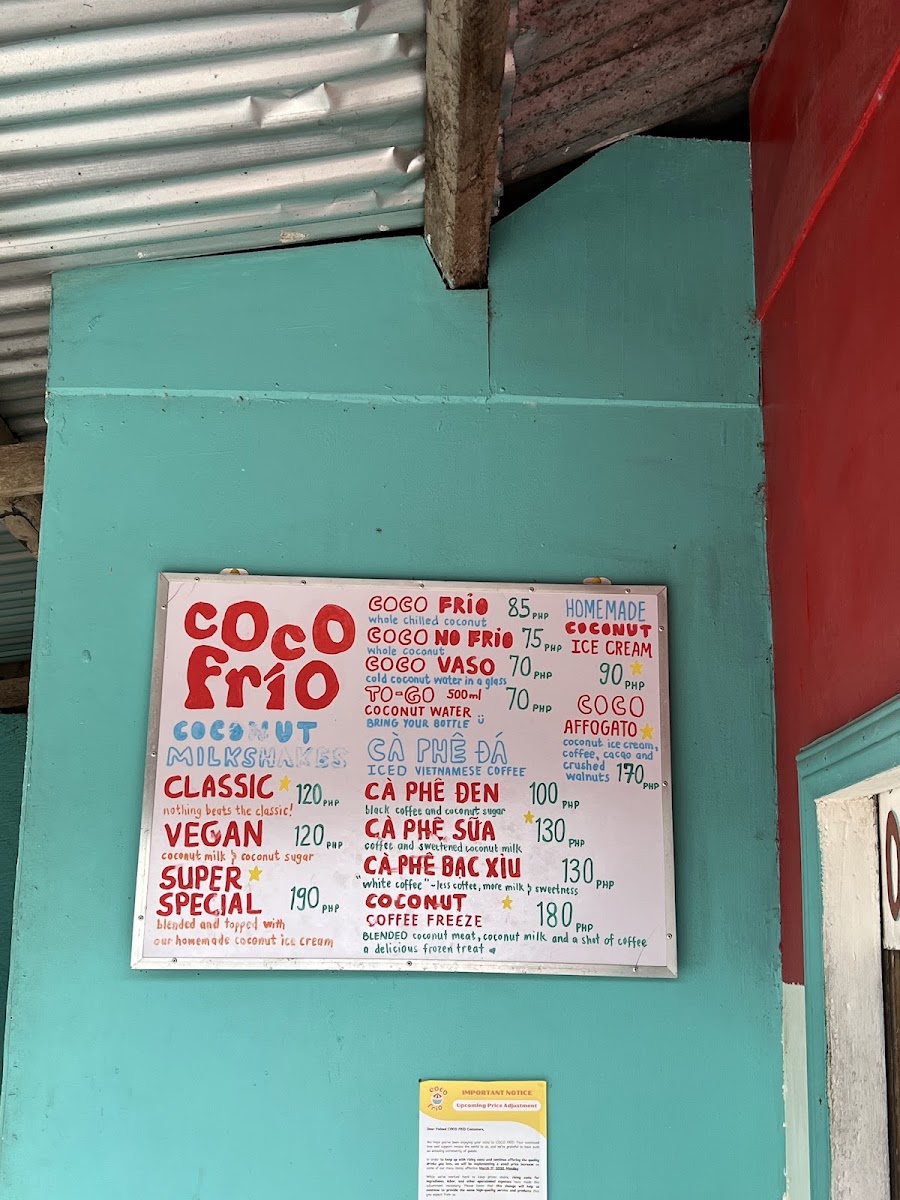 COCO
FRÍO
COCONUT
MILKSHAKES
CLASSIC 120 PHP
nothing beats the classic!
VEGAN 120 PHP
coconut milk & coconut sugar
SUPER
SPECIAL 190 PHP
blended and topped with
our homemade coconut ice cream
COCO FRÍO 85 PHP
whole chilled coconut
COCO NO FRIO 75 PHP
whole coconut
COCO VASO 70 PHP
cold coconut water in a glass
TO-GO 500ml 70 PHP
COCONUT WATER
BRING YOUR BOTTLE
CÀ PHÊ ĐÁ
ICED VIETNAMESE COFFEE
CÀ PHÊ ĐEN 100 PHP
black coffee and coconut sugar
CÀ PHÊ SỮA 130 PHP
coffee and sweetened coconut milk
CÀ PHÊ BẠC XỈU 130 PHP
"white coffee" - less coffee, more milk & sweetness
COCONUT
COFFEE FREEZE 180 PHP
BLENDED coconut meat, coconut milk and a shot of coffee
a delicious frozen treat
HOMEMADE
COCONUT
ICE CREAM
90 PHP
COCO
AFFOGATO
coconut ice cream,
coffee, cacao and
crushed
walnuts 170 PHP
COCO
FRÍO
IMPORTANT NOTICE
Upcoming Price Adjustment
Dear Valued COCO FRÍO Customers,